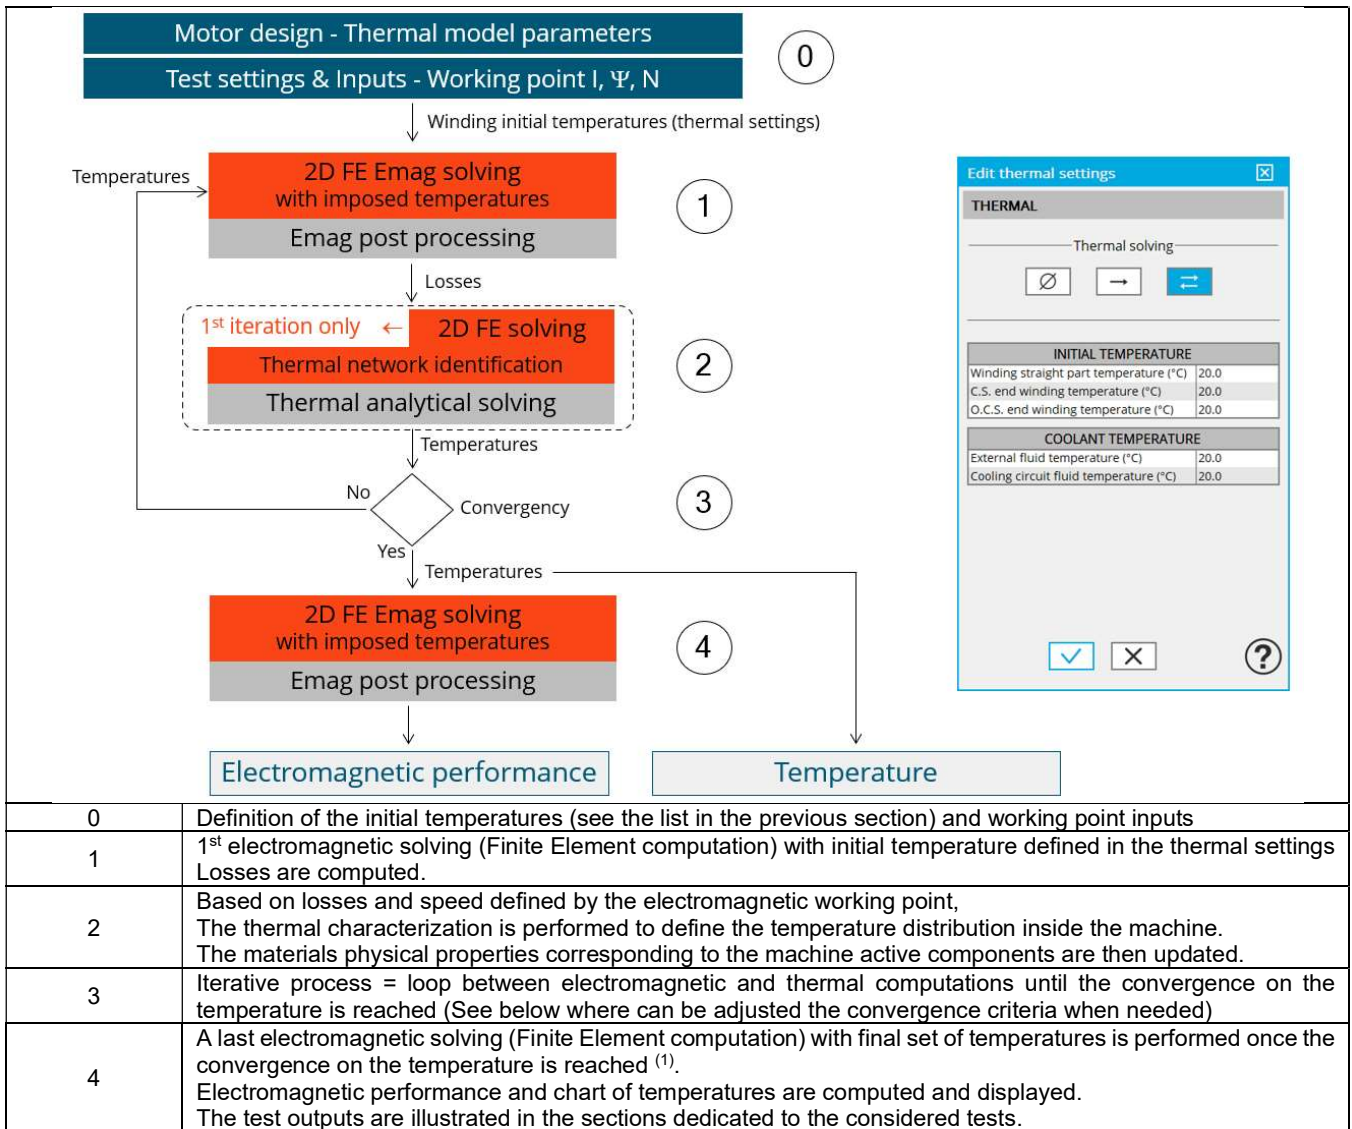 Motor design - Thermal model parameters
Test settings & Inputs - Working point I, Ψ, N
0
Winding initial temperatures (thermal settings)
Temperatures
2D FE Emag solving
with imposed temperatures
Emag post processing
1
Losses
1st iteration only ←
2D FE solving
Thermal network identification
Thermal analytical solving
2
Temperatures
No
Convergency
3
Yes
Temperatures
2D FE Emag solving
with imposed temperatures
Emag post processing
4
Electromagnetic performance
Temperature
Edit thermal settings
THERMAL
Thermal solving
INITIAL TEMPERATURE
Winding straight part temperature (°C) 20.0
C.S. end winding temperature (°C) 20.0
O.C.S. end winding temperature (°C) 20.0
COOLANT TEMPERATURE
External fluid temperature (°C) 20.0
Cooling circuit fluid temperature (°C) 20.0
?
0 Definition of the initial temperatures (see the list in the previous section) and working point inputs
1 1st electromagnetic solving (Finite Element computation) with initial temperature defined in the thermal settings
Losses are computed.
2 Based on losses and speed defined by the electromagnetic working point,
The thermal characterization is performed to define the temperature distribution inside the machine.
The materials physical properties corresponding to the machine active components are then updated.
3 Iterative process = loop between electromagnetic and thermal computations until the convergence on the
temperature is reached (See below where can be adjusted the convergence criteria when needed)
4 A last electromagnetic solving (Finite Element computation) with final set of temperatures is performed once the
convergence on the temperature is reached (1).
Electromagnetic performance and chart of temperatures are computed and displayed.
The test outputs are illustrated in the sections dedicated to the considered tests.